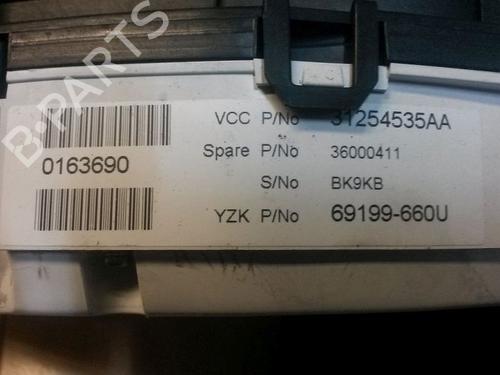 B-PARTS
VCC P/No 31254535AA
Spare P/No 36000411
0163690
S/No BK9KB
YZK P/No 69199-660U